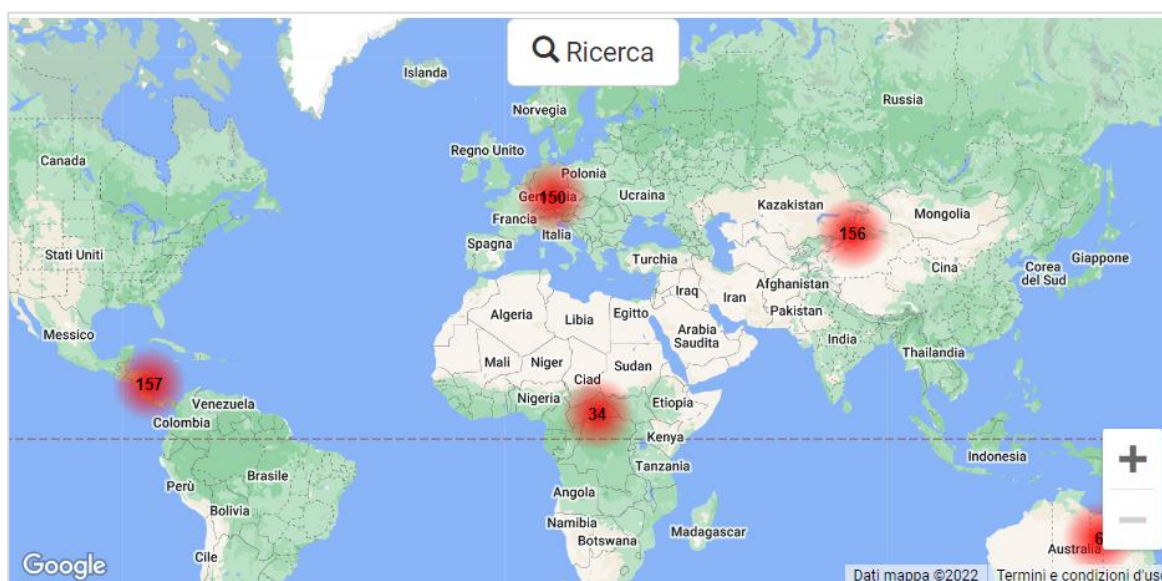 Ricerca
Islanda
Russia
Norvegia
Canada
Regno Unito
Polonia
150
Ucraina
Kazakistan
Mongolia
Francia
156
Italia
Spagna
Stati Uniti
Turchia
Cina
Corea
del Sud
Giappone
Afghanistan
Iraq
Iran
Pakistan
Algeria
Libia
Egitto
Arabia
Saudita
Messico
India
Mali
Niger
Sudan
Thailandia
Ciad
157
Nigeria
34
Etiopia
Venezuela
Colombia
Kenya
Indonesia
Tanzania
Brasile
Perù
Angola
Bolivia
Namibia
Botswana
Madagascar
6
Australia
Cile
Google
Dati mappa ©2022
Termini e condizioni d'uso